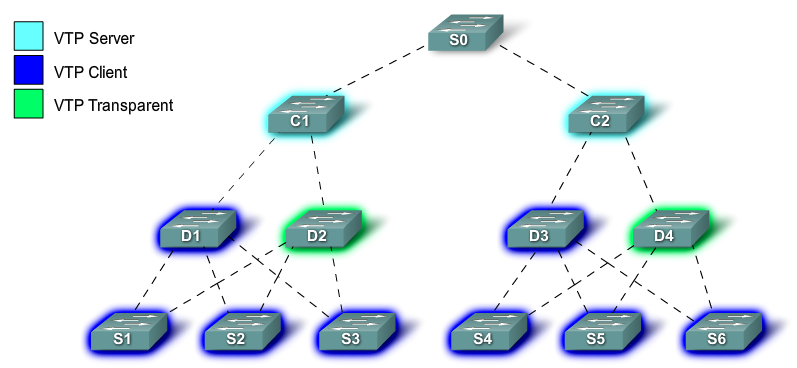 VTP Server
VTP Client
VTP Transparent
S0
C1
C2
D1
D2
D3
D4
S1
S2
S3
S4
S5
S6